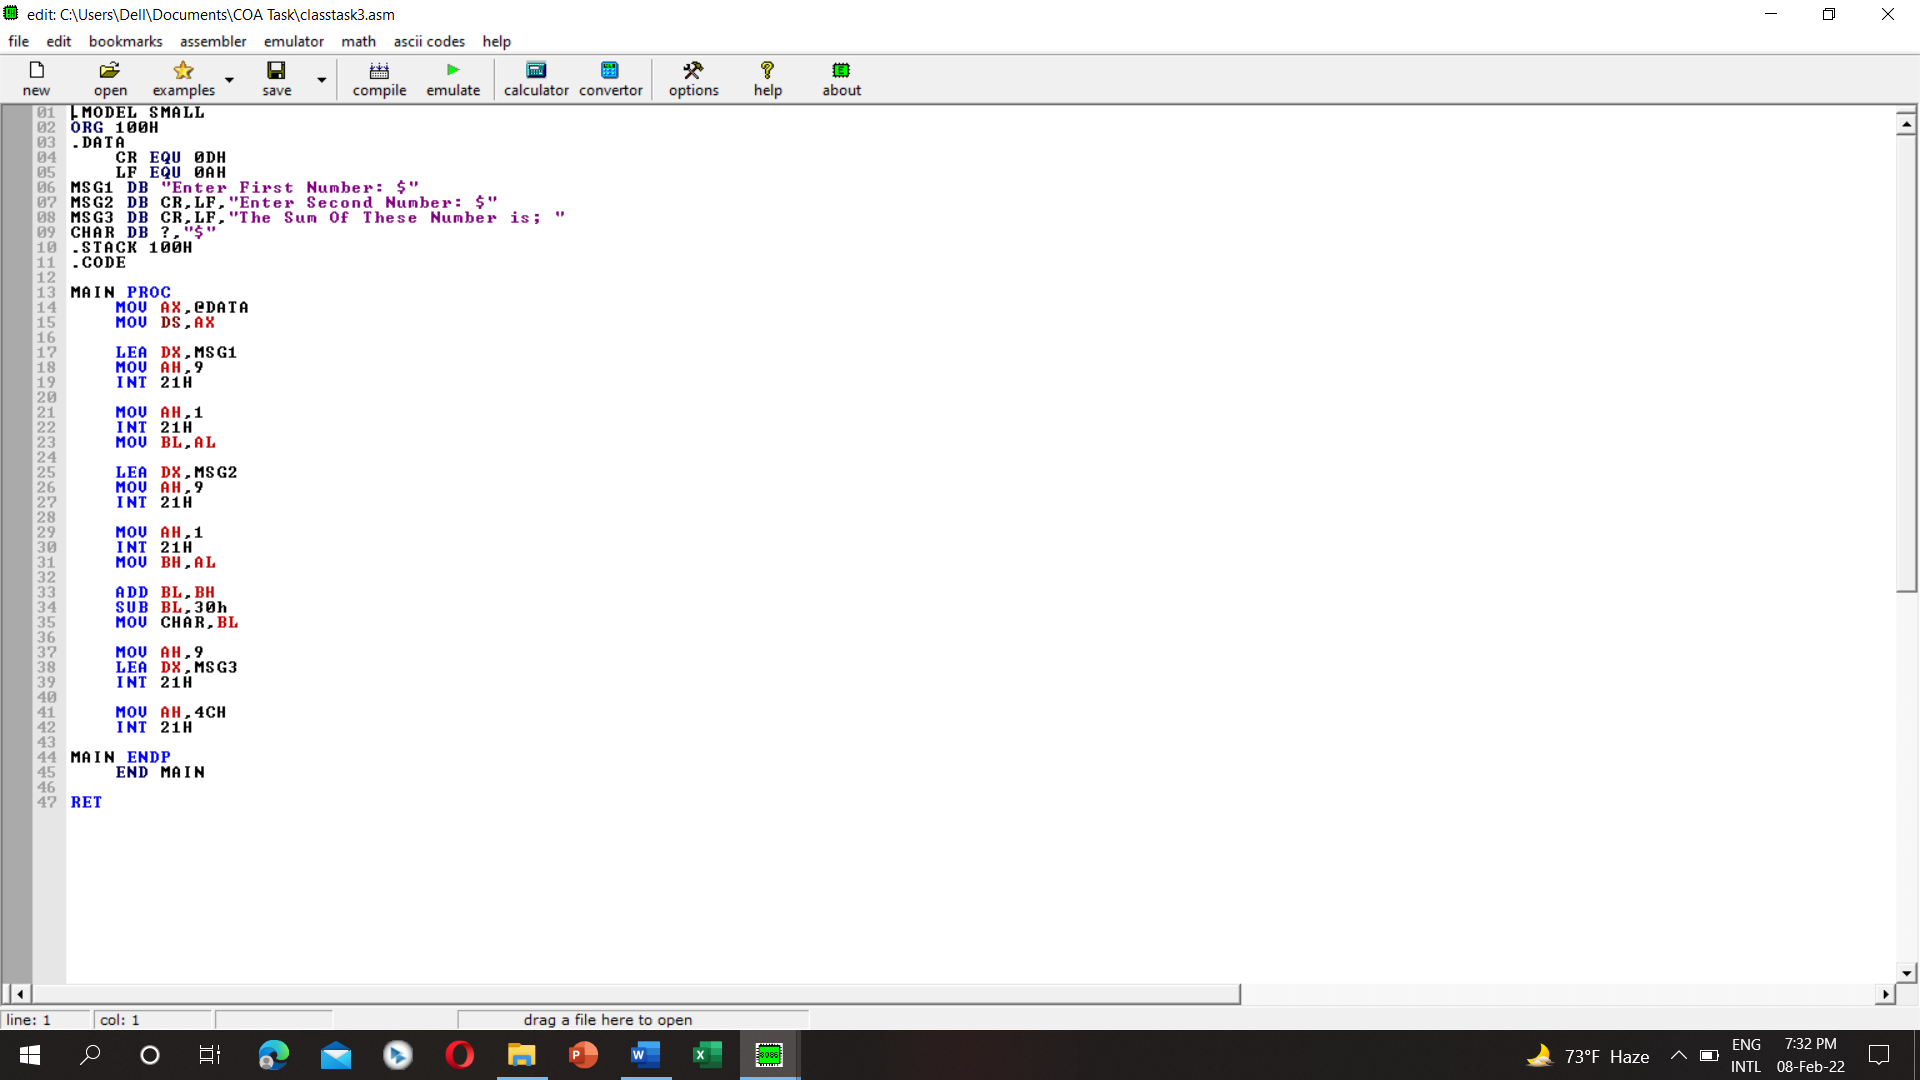 edit: C:\Users\Dell\Documents\COA Task\classtask3.asm
file edit bookmarks assembler emulator math ascii codes help
new open examples save compile emulate calculator convertor options help about
01 .MODEL SMALL
02 ORG 100H
03 .DATA
04 CR EQU 0DH
05 LF EQU 0AH
06 MSG1 DB "Enter First Number: $"
07 MSG2 DB CR,LF,"Enter Second Number: $"
08 MSG3 DB CR,LF,"The Sum Of These Number is; "
09 CHAR DB ?,"$"
10 .STACK 100H
11 .CODE
12
13 MAIN PROC
14 MOV AX,@DATA
15 MOV DS,AX
16
17 LEA DX,MSG1
18 MOV AH,9
19 INT 21H
20
21 MOV AH,1
22 INT 21H
23 MOV BL,AL
24
25 LEA DX,MSG2
26 MOV AH,9
27 INT 21H
28
29 MOV AH,1
30 INT 21H
31 MOV BH,AL
32
33 ADD BL,BH
34 SUB BL,30h
35 MOV CHAR,BL
36
37 MOV AH,9
38 LEA DX,MSG3
39 INT 21H
40
41 MOV AH,4CH
42 INT 21H
43
44 MAIN ENDP
45 END MAIN
46
47 RET
line: 1 col: 1 drag a file here to open
73°F Haze ENG INTL 7:32 PM 08-Feb-22